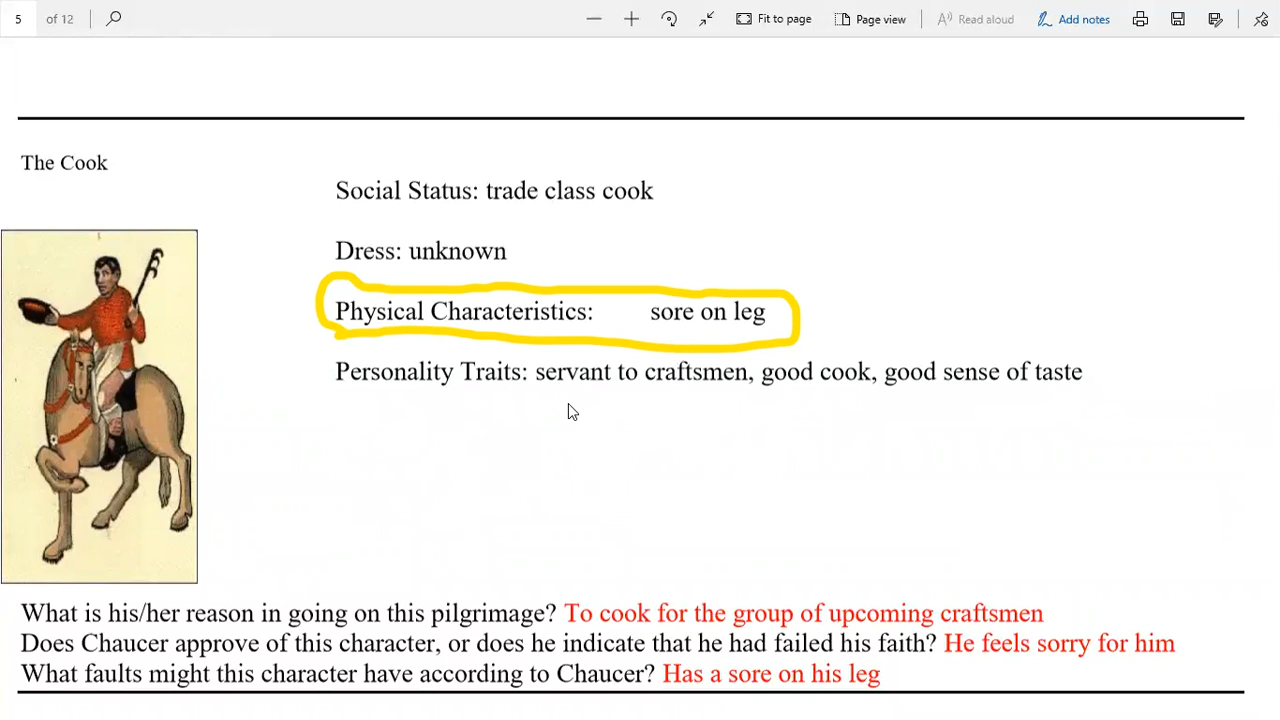 5 of 12 Fit to page Page view Read aloud Add notes
The Cook
Social Status: trade class cook
Dress: unknown
Physical Characteristics: sore on leg
Personality Traits: servant to craftsmen, good cook, good sense of taste
What is his/her reason in going on this pilgrimage? To cook for the group of upcoming craftsmen
Does Chaucer approve of this character, or does he indicate that he had failed his faith? He feels sorry for him
What faults might this character have according to Chaucer? Has a sore on his leg